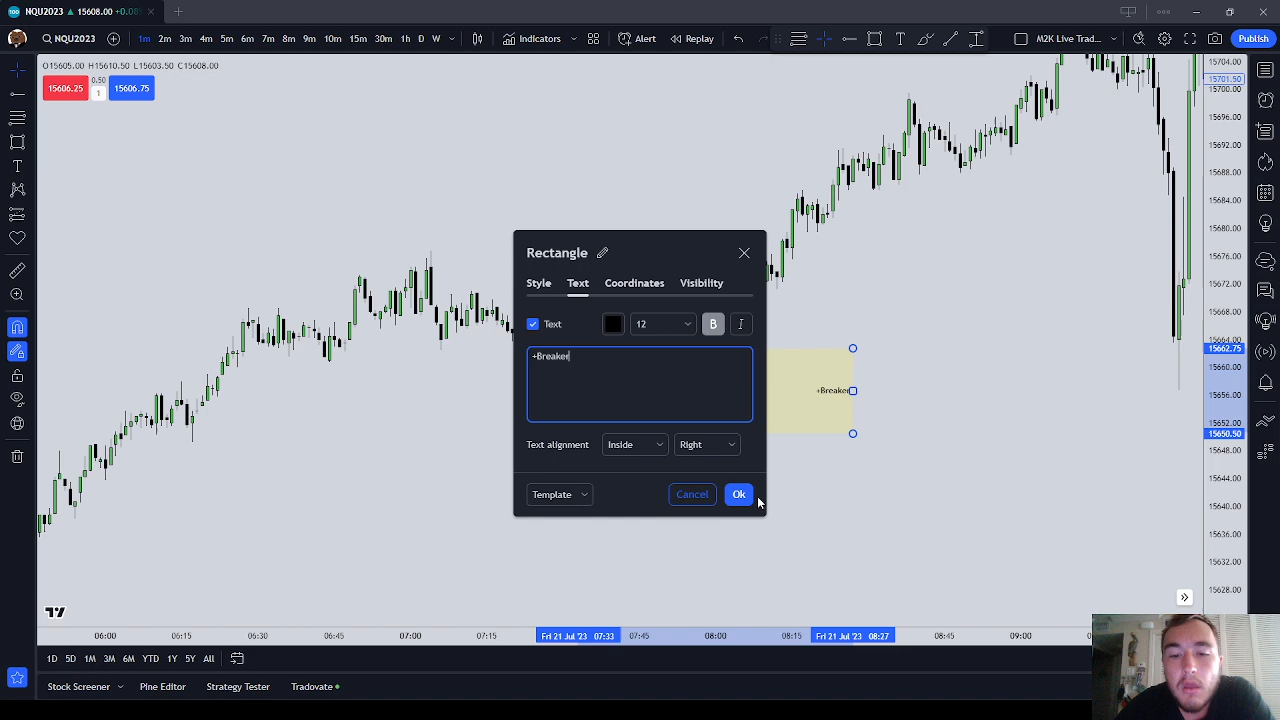 NQU2023 ▲ 15608.00 +0.08
NQU2023 1m 2m 3m 4m 5m 6m 7m 8m 9m 10m 15m 30m 1h D W Indicators Alert Replay M2K Live Trad... Publish
O15605.00 H15610.50 L15603.50 C15608.00
15606.25 0.50 1 15606.75
15704.00
15701.50
15700.00
15696.00
15692.00
15688.00
15684.00
15680.00
15676.00
15672.00
15668.00
15664.00
15662.75
15660.00
15656.00
15652.00
15650.50
15648.00
15644.00
15640.00
15636.00
15632.00
15628.00
Rectangle
Style Text Coordinates Visibility
Text 12 B I
+Breaker
+Breaker
Text alignment Inside Right
Template Cancel Ok
06:00 06:15 06:30 06:45 07:00 07:15 Fri 21 Jul '23 07:33 07:45 08:00 08:15 Fri 21 Jul '23 08:27 08:45 09:00
1D 5D 1M 3M 6M YTD 1Y 5Y All
Stock Screener Pine Editor Strategy Tester Tradovate